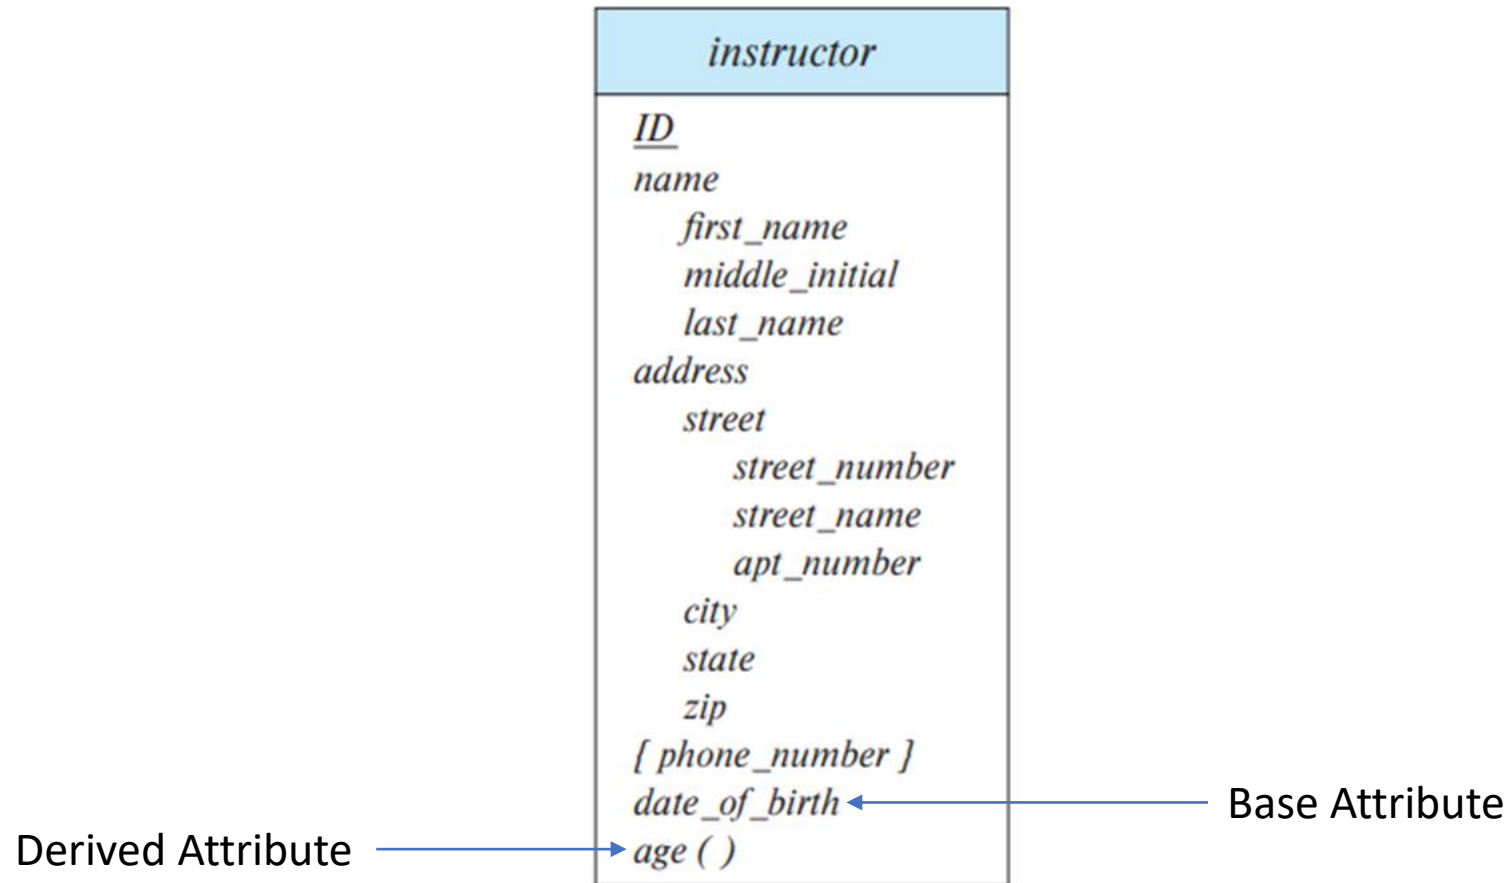 instructor
ID
name
first_name
middle_initial
last_name
address
street
street_number
street_name
apt_number
city
state
zip
{ phone_number }
date_of_birth
Base Attribute
Derived Attribute
age ( )